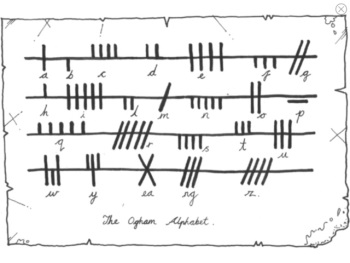 a b c d e f g
h i l m n o p
q r s t u
w y ea ng z.
The Ogham Alphabet.